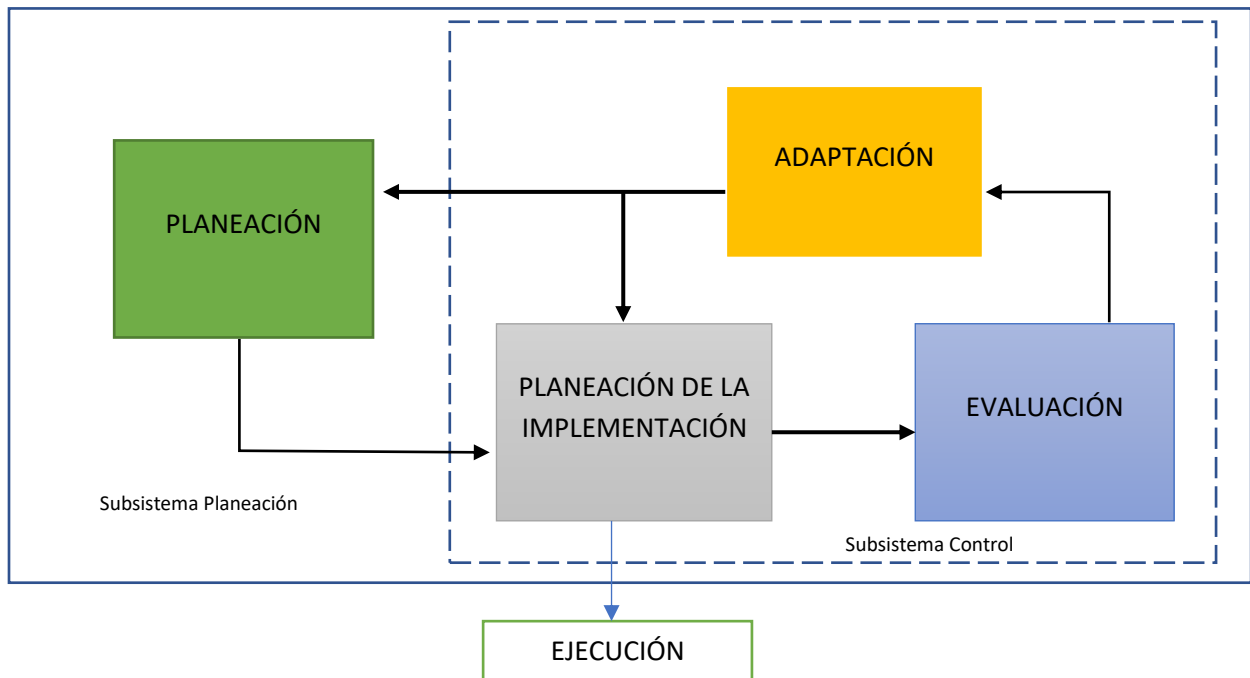 ADAPTACIÓN
PLANEACIÓN
PLANEACIÓN DE LA
IMPLEMENTACIÓN
EVALUACIÓN
Subsistema Planeación
Subsistema Control
EJECUCIÓN